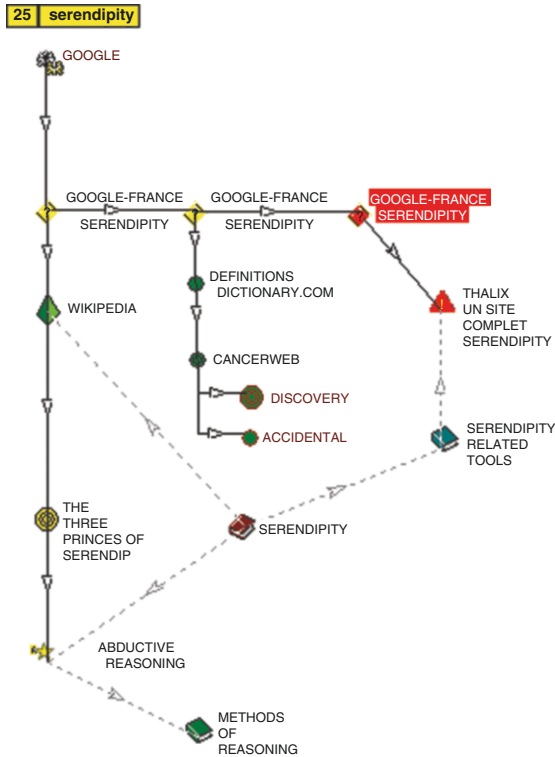 25 serendipity
GOOGLE
GOOGLE-FRANCE
SERENDIPITY
GOOGLE-FRANCE
SERENDIPITY
GOOGLE-FRANCE
SERENDIPITY
WIKIPEDIA
DEFINITIONS
DICTIONARY.COM
THALIX
UN SITE
COMPLET
SERENDIPITY
CANCERWEB
DISCOVERY
ACCIDENTAL
SERENDIPITY
RELATED
TOOLS
THE
THREE
PRINCES OF
SERENDIP
SERENDIPITY
ABDUCTIVE
REASONING
METHODS
OF
REASONING